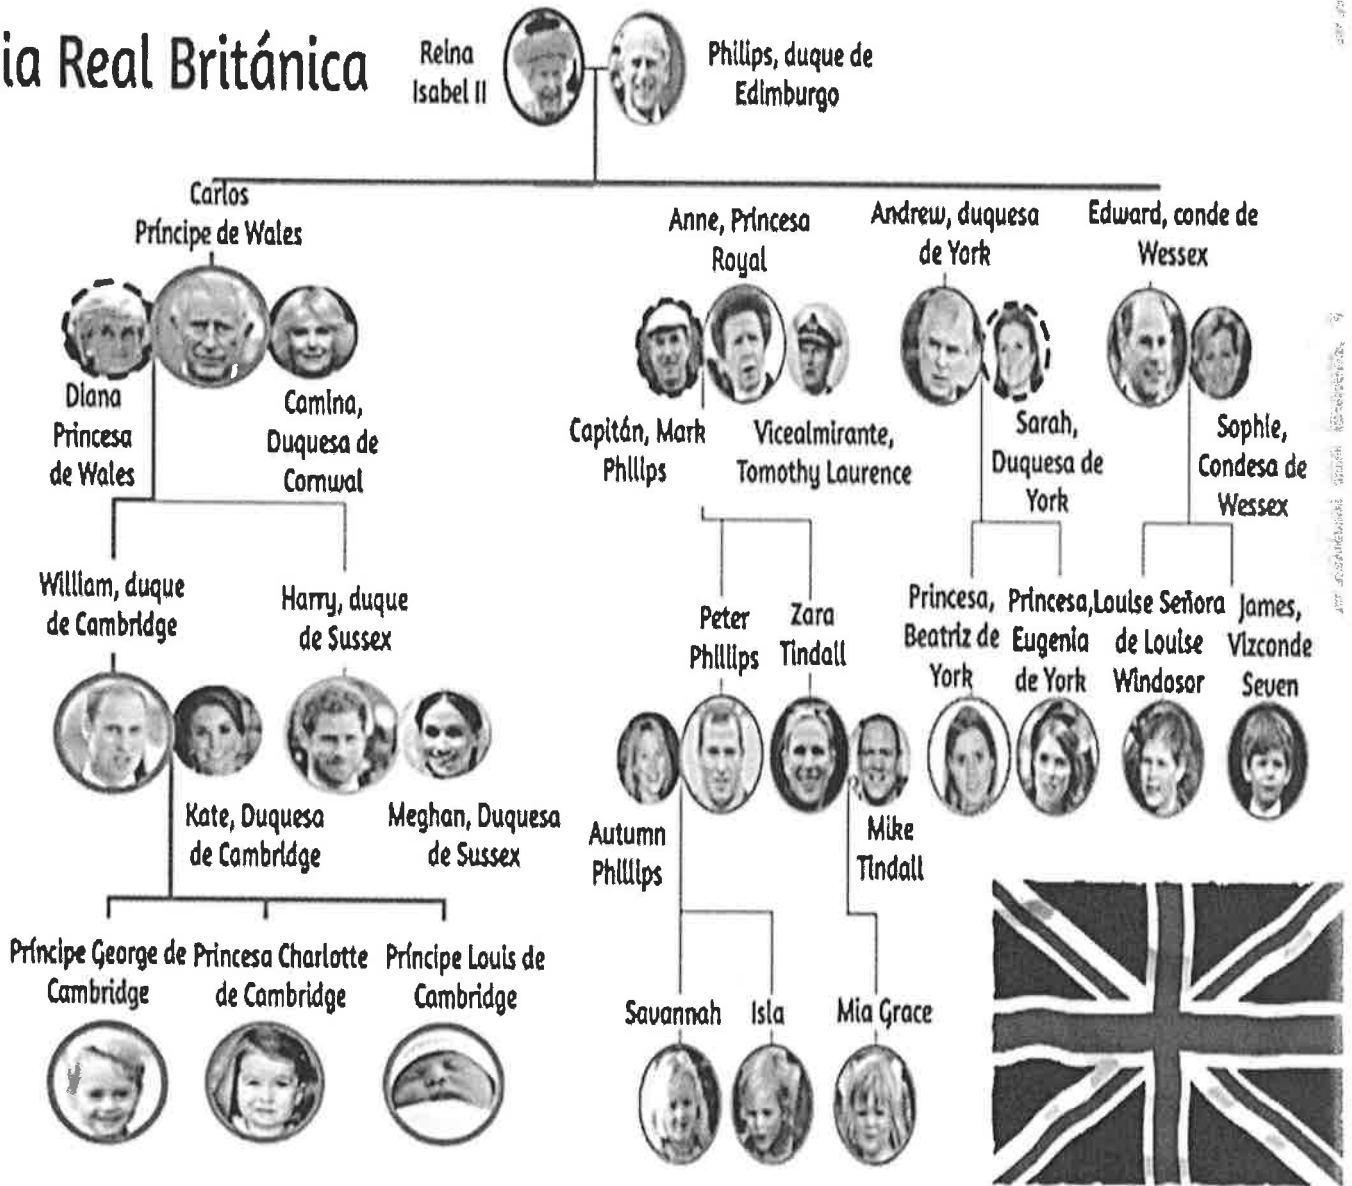 ia Real Británica
Reina
Isabel II
Philips, duque de
Edimburgo
Carlos
Príncipe de Wales
Anne, Princesa
Royal
Andrew, duquesa
de York
Edward, conde de
Wessex
Diana
Princesa
de Wales
Camina,
Duquesa de
Cornwal
Capitán, Mark
Philips
Vicealmirante,
Tomothy Laurence
Sarah,
Duquesa de
York
Sophie,
Condesa de
Wessex
William, duque
de Cambridge
Harry, duque
de Sussex
Peter
Phillips
Zara
Tindall
Princesa,
Beatriz de
York
Princesa,
Eugenia
de York
Louise Señora
de Louise
Windosor
James,
Vizconde
Seven
Kate, Duquesa
de Cambridge
Meghan, Duquesa
de Sussex
Autumn
Phillips
Mike
Tindall
Príncipe George de
Cambridge
Princesa Charlotte
de Cambridge
Príncipe Louis de
Cambridge
Savannah
Isla
Mia Grace